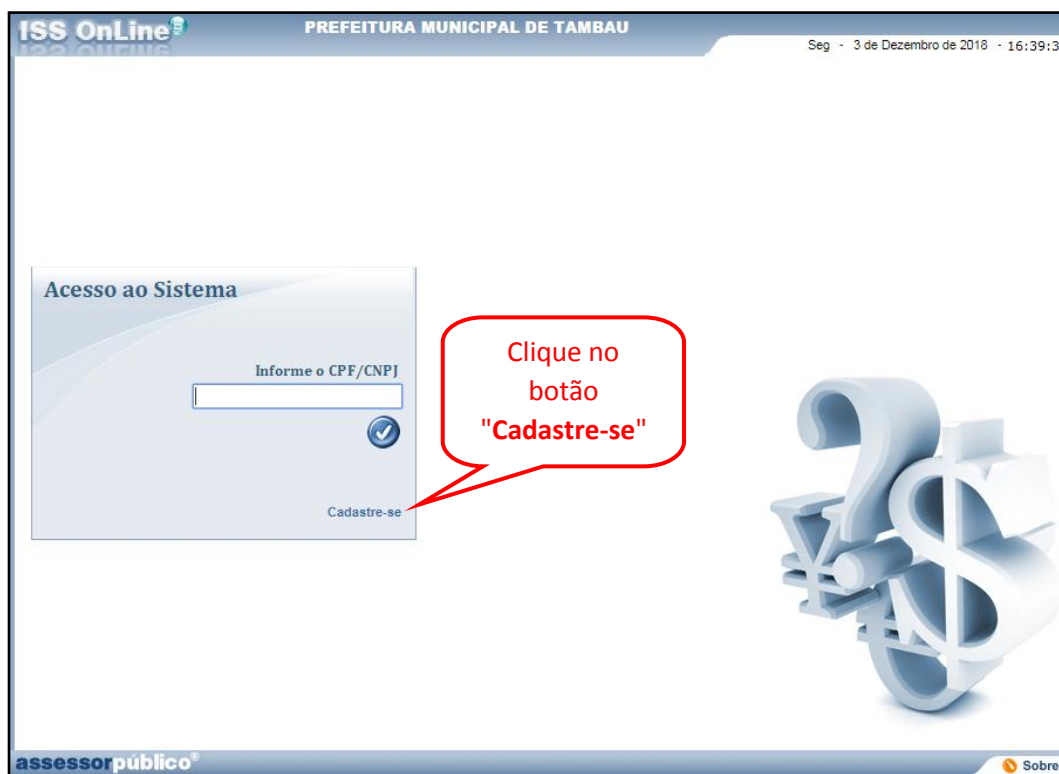 ISS OnLine
PREFEITURA MUNICIPAL DE TAMBAU
Seg - 3 de Dezembro de 2018 - 16:39:3
Acesso ao Sistema
Informe o CPF/CNPJ
Cadastre-se
Clique no
botão
"Cadastre-se"
assessorpúblico®
Sobre